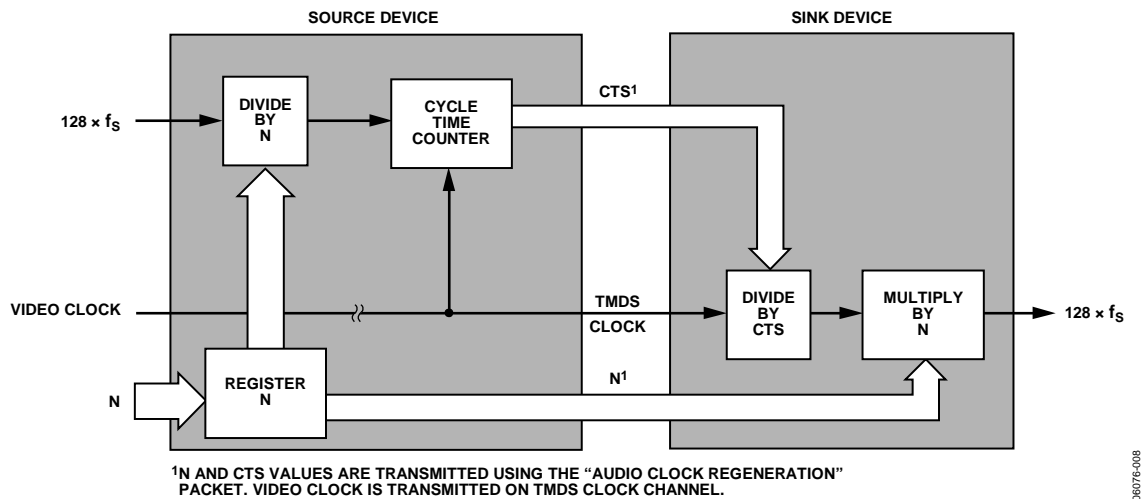 SOURCE DEVICE
SINK DEVICE
DIVIDE
BY
N
CYCLE
TIME
COUNTER
CTS1
128 × fS
VIDEO CLOCK
TMDS
CLOCK
DIVIDE
BY
CTS
MULTIPLY
BY
N
128 × fS
REGISTER
N
N
N1
1N AND CTS VALUES ARE TRANSMITTED USING THE “AUDIO CLOCK REGENERATION”
PACKET. VIDEO CLOCK IS TRANSMITTED ON TMDS CLOCK CHANNEL.
6076-008